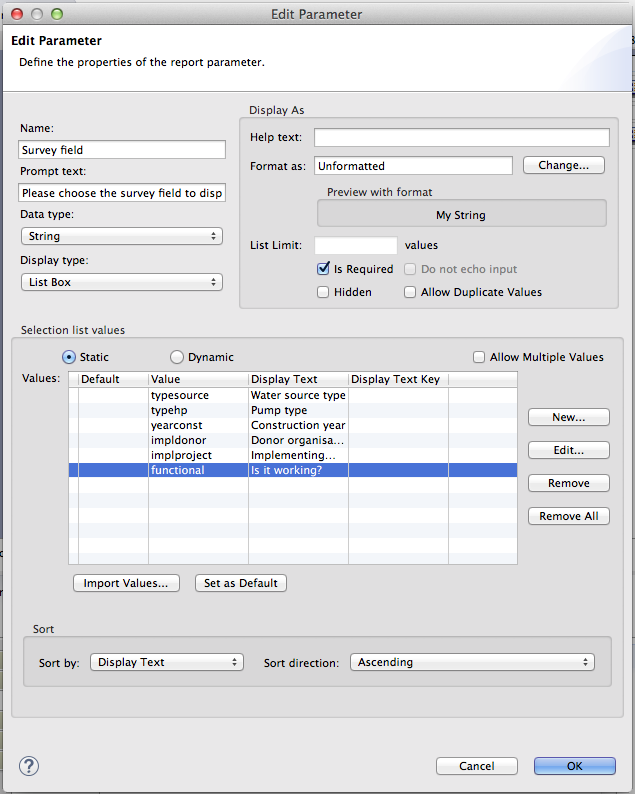 Edit Parameter
Edit Parameter
Define the properties of the report parameter.
Name:
Survey field
Prompt text:
Please choose the survey field to disp
Data type:
String
Display type:
List Box
Display As
Help text:
Format as: Unformatted Change...
Preview with format
My String
List Limit: values
Is Required Do not echo input
Hidden Allow Duplicate Values
Selection list values
Static Dynamic Allow Multiple Values
Values: Default Value Display Text Display Text Key
typesource Water source type
typehp Pump type
yearconst Construction year
impldonor Donor organisa...
implproject Implementing...
functional Is it working?
New...
Edit...
Remove
Remove All
Import Values... Set as Default
Sort
Sort by: Display Text Sort direction: Ascending
? Cancel OK